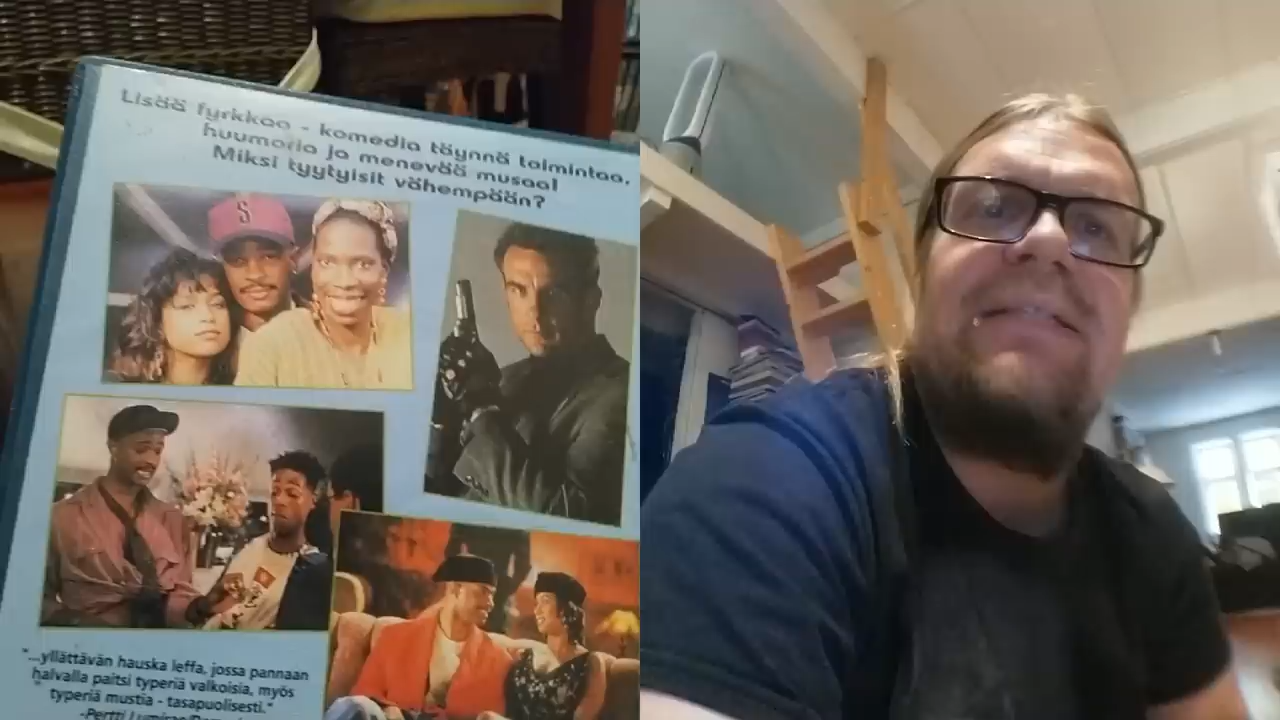 Lisää fyrkkaa - komedia täynnä toimintaa,
huumoria ja menevää musaa!
Miksi tyytyisit vähempään?
S
"...yllättävän hauska leffa, jossa pannaan
halvalla paitsi typeriä valkoisia, myös
typeriä mustia - tasapuolisesti."
-Pertti